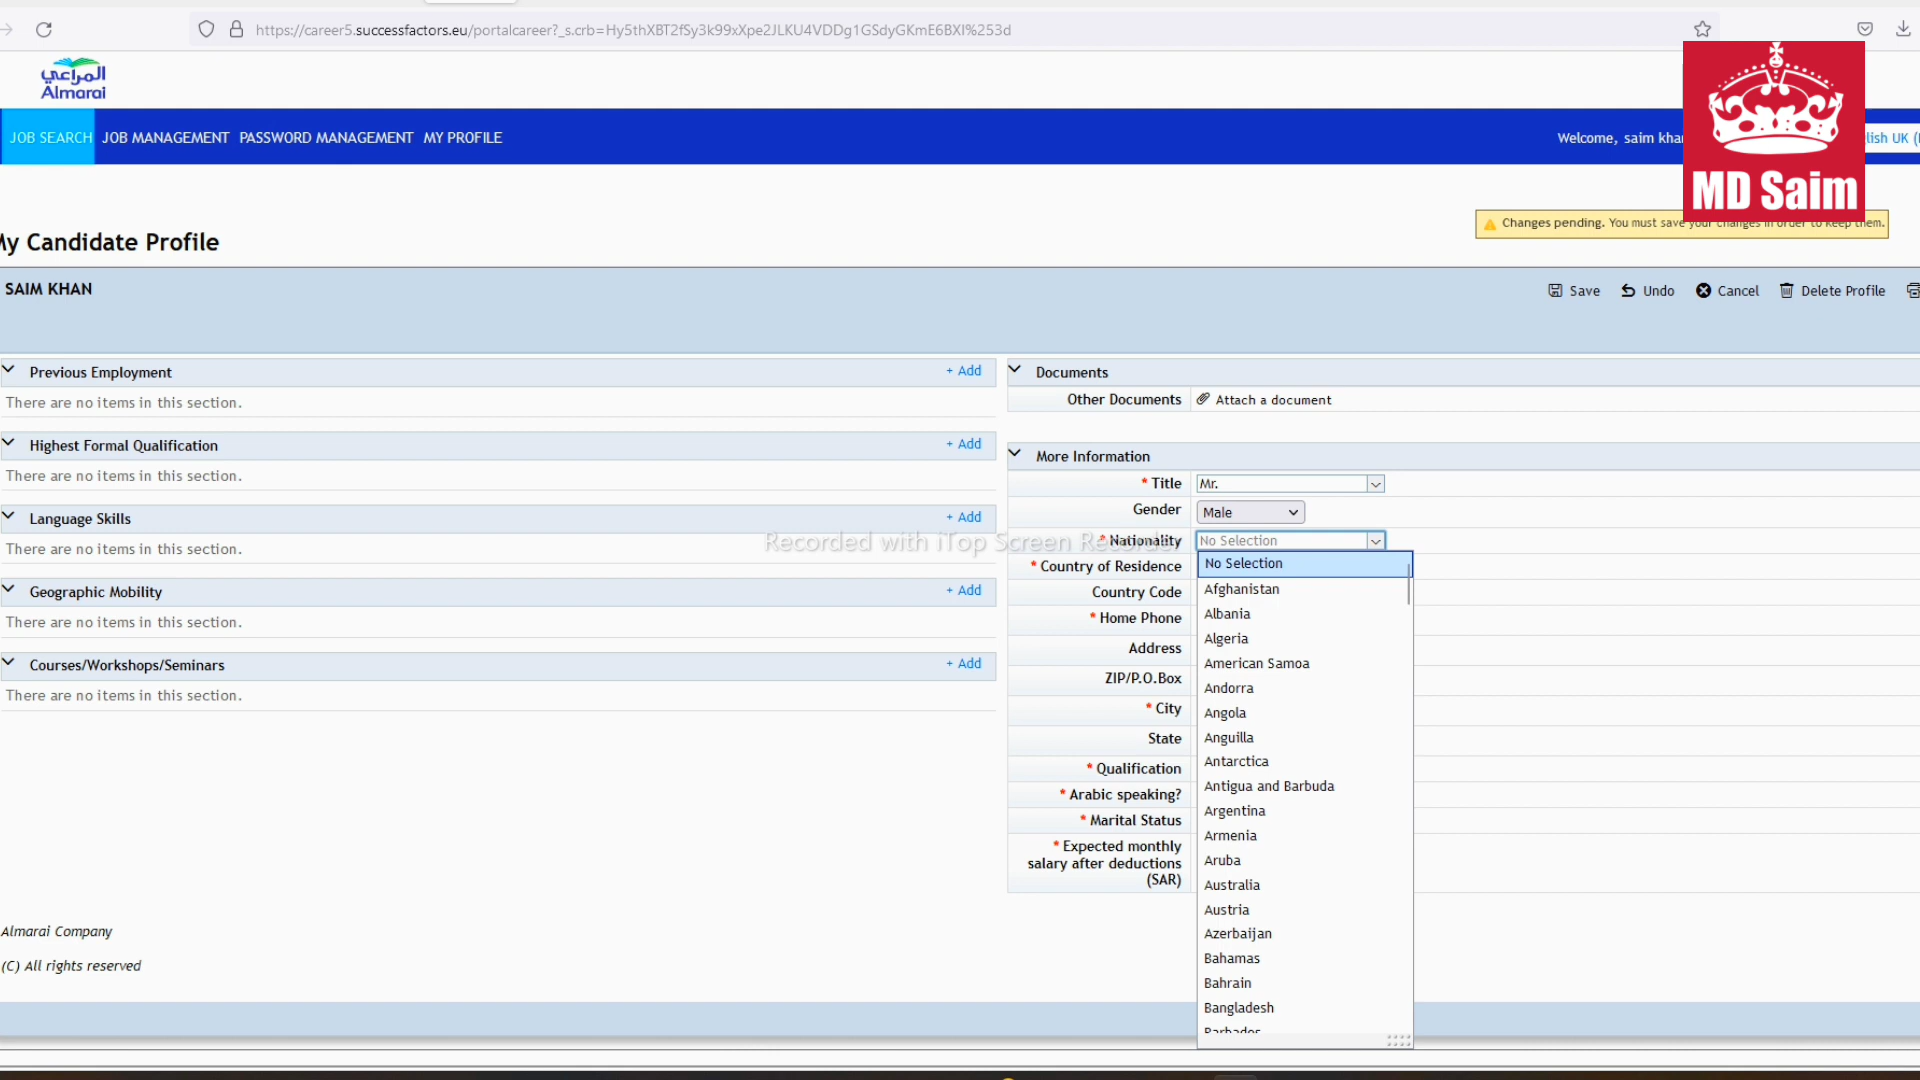 https://career5.successfactors.eu/portalcareer?_s.crb=Hy5thXBT2fSy3k99xXpe2JLKU4VDDg1GSdyGKmE6BXI%253d
المراعي
Almarai
MD Saim
JOB SEARCH JOB MANAGEMENT PASSWORD MANAGEMENT MY PROFILE
Welcome, saim khan
lish UK (
Changes pending. You must save your changes in order to keep them.
My Candidate Profile
SAIM KHAN
Save Undo Cancel Delete Profile
Previous Employment + Add
There are no items in this section.
Highest Formal Qualification + Add
There are no items in this section.
Language Skills + Add
There are no items in this section.
Geographic Mobility + Add
There are no items in this section.
Courses/Workshops/Seminars + Add
There are no items in this section.
Documents
Other Documents Attach a document
More Information
* Title Mr.
Gender Male
* Nationality No Selection
Recorded with iTop Screen Recorder
* Country of Residence
Country Code
* Home Phone
Address
ZIP/P.O.Box
* City
State
* Qualification
* Arabic speaking?
* Marital Status
* Expected monthly
salary after deductions
(SAR)
No Selection
Afghanistan
Albania
Algeria
American Samoa
Andorra
Angola
Anguilla
Antarctica
Antigua and Barbuda
Argentina
Armenia
Aruba
Australia
Austria
Azerbaijan
Bahamas
Bahrain
Bangladesh
Barbados
Almarai Company
(C) All rights reserved